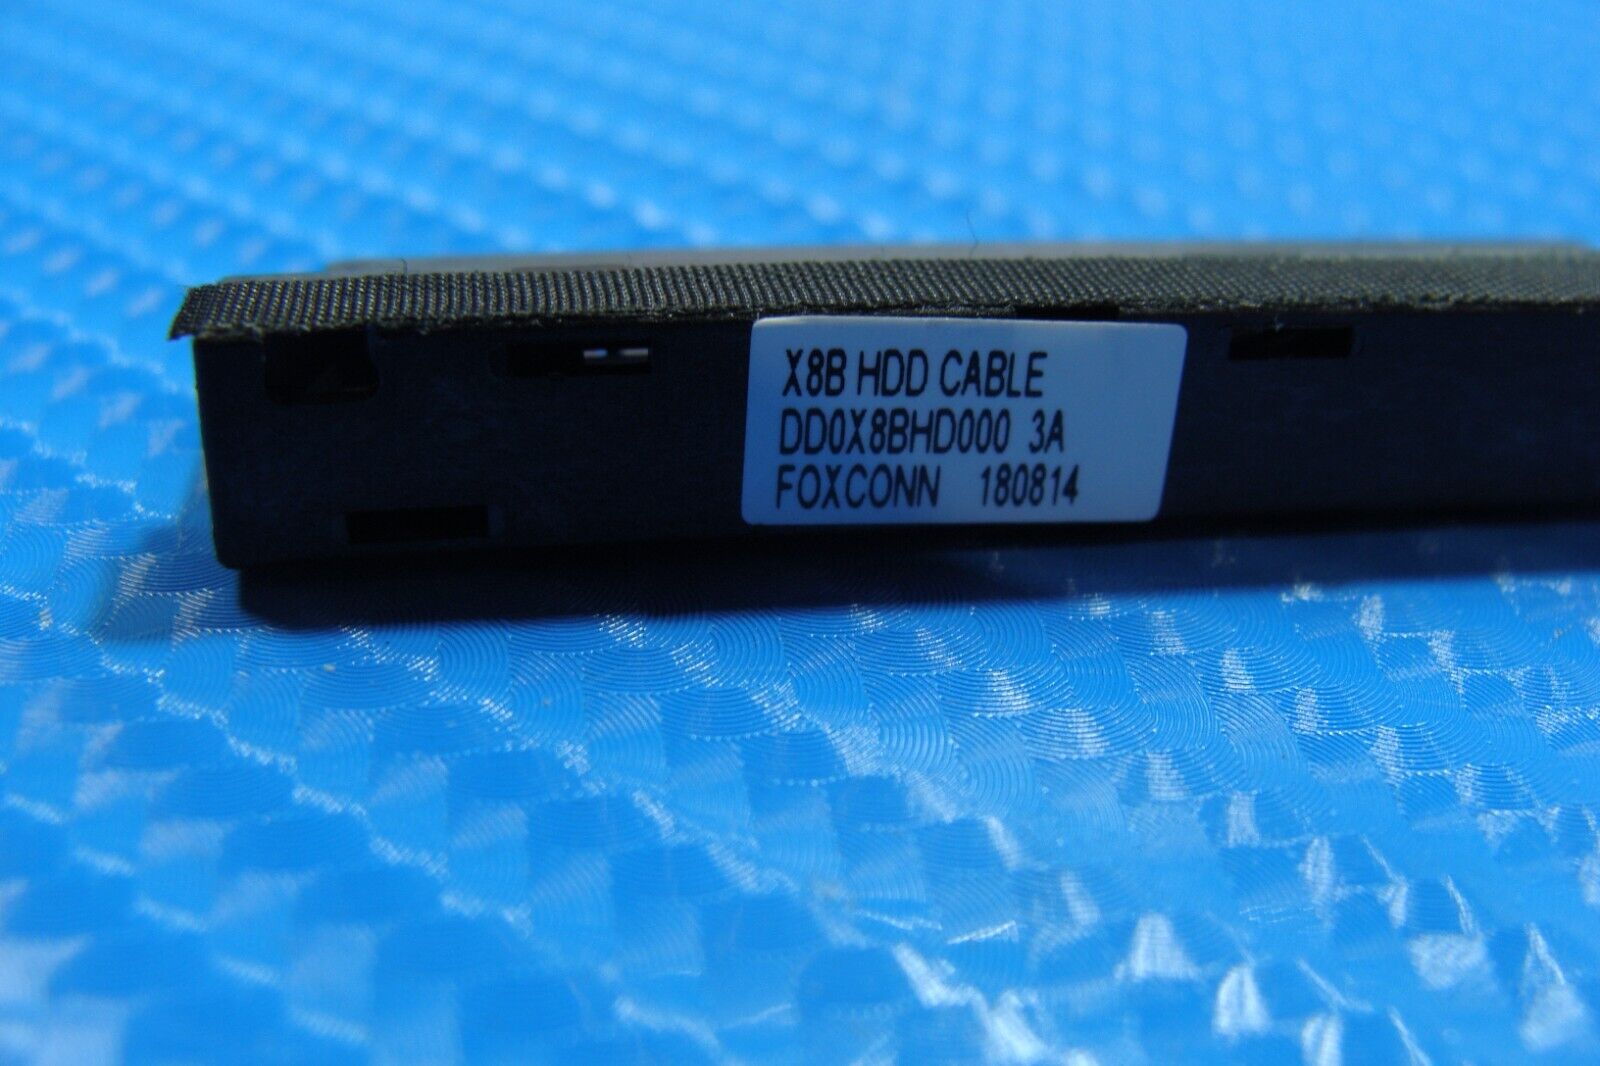 X8B HDD CABLE
DD0X8BHD000 3A
FOXCONN 180814